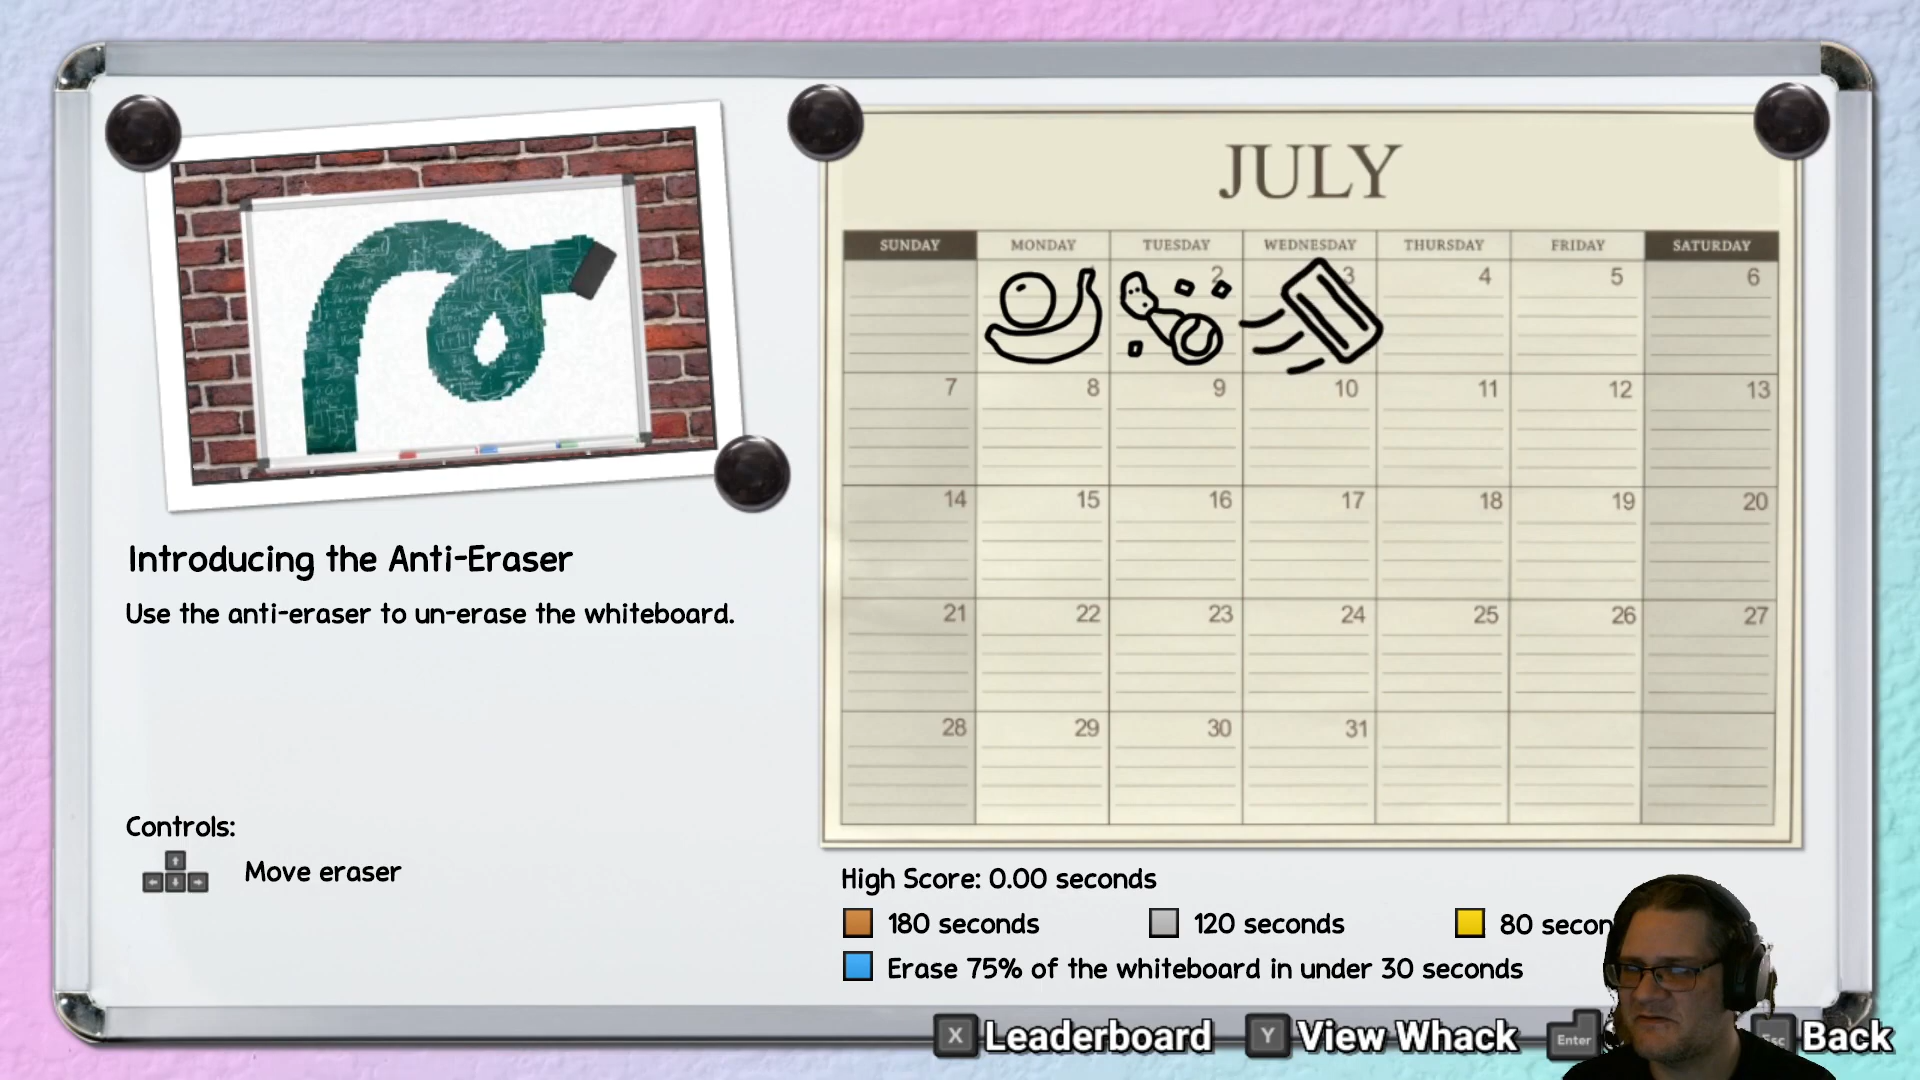 JULY
SUNDAY MONDAY TUESDAY WEDNESDAY THURSDAY FRIDAY SATURDAY
2 3 4 5 6
7 8 9 10 11 12 13
14 15 16 17 18 19 20
21 22 23 24 25 26 27
28 29 30 31
Introducing the Anti-Eraser
Use the anti-eraser to un-erase the whiteboard.
Controls:
Move eraser
High Score: 0.00 seconds
180 seconds 120 seconds 80 secon
Erase 75% of the whiteboard in under 30 seconds
X Leaderboard Y View Whack Enter Esc Back